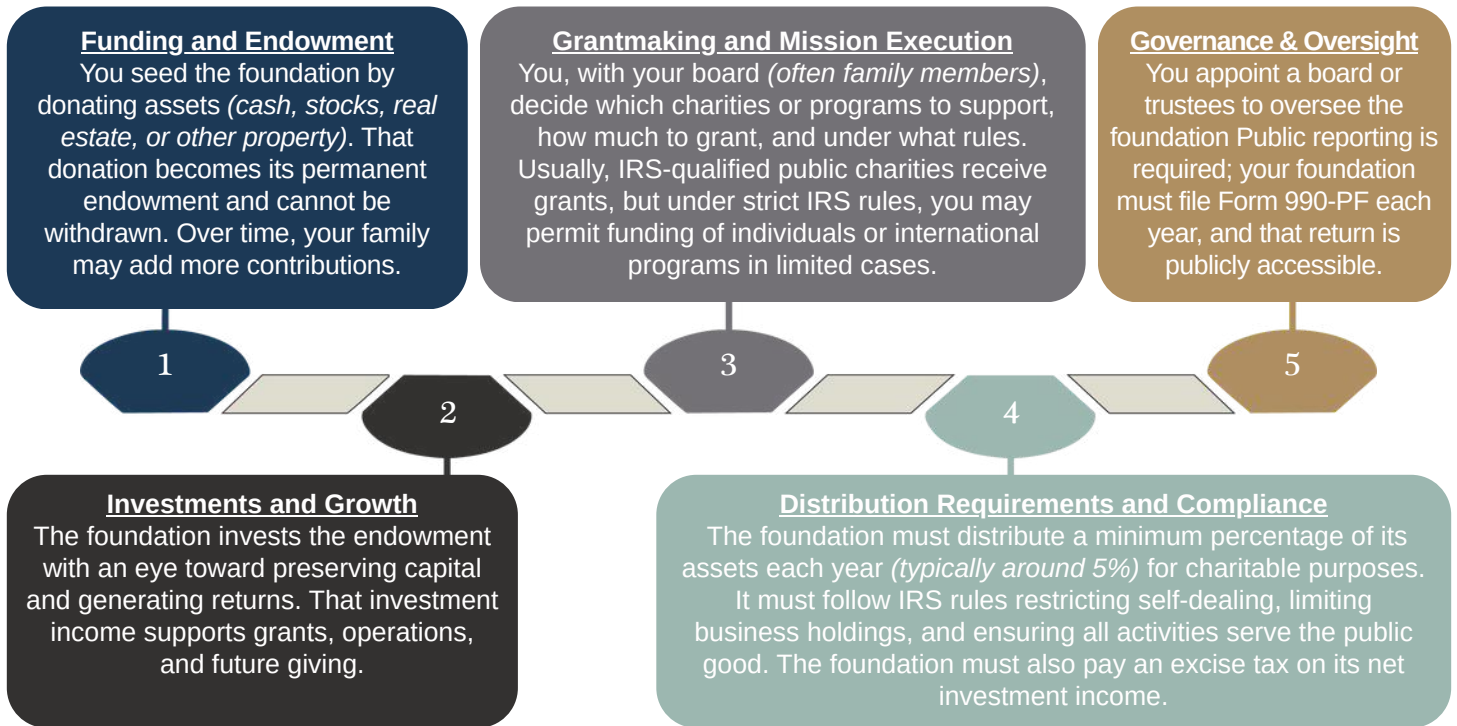 Funding and Endowment
You seed the foundation by
donating assets (cash, stocks, real
estate, or other property). That
donation becomes its permanent
endowment and cannot be
withdrawn. Over time, your family
may add more contributions.
1
Investments and Growth
The foundation invests the endowment
with an eye toward preserving capital
and generating returns. That investment
income supports grants, operations,
and future giving.
2
Grantmaking and Mission Execution
You, with your board (often family members),
decide which charities or programs to support,
how much to grant, and under what rules.
Usually, IRS-qualified public charities receive
grants, but under strict IRS rules, you may
permit funding of individuals or international
programs in limited cases.
3
Distribution Requirements and Compliance
The foundation must distribute a minimum percentage of its
assets each year (typically around 5%) for charitable purposes.
It must follow IRS rules restricting self-dealing, limiting
business holdings, and ensuring all activities serve the public
good. The foundation must also pay an excise tax on its net
investment income.
4
Governance & Oversight
You appoint a board or
trustees to oversee the
foundation Public reporting is
required; your foundation
must file Form 990-PF each
year, and that return is
publicly accessible.
5